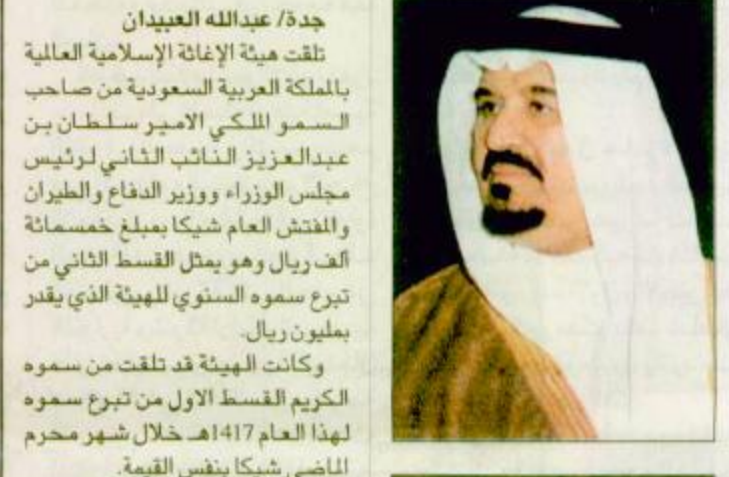 جدة/ عبدالله العبيدان
تلقت هيئة الإغاثة الإسلامية العالمية
بالملكة العربية السعودية من صاحب
السمو الملكي الامير سلطان بن
عبدالعزيز النائب الثاني لرئيس
مجلس الوزراء ووزير الدفاع والطيران
والمفتش العام شيكا بمبلغ خمسمائة
ألف ريال وهو يمثل القسط الثاني من
تبرع سموه السنوي للهيئة الذي يقدر
بمليون ريال.
وكانت الهيئة قد تلقت من سموه
الكريم القسط الاول من تبرع سموه
لهذا العام 1417هـ خلال شهر محرم
الماضي شيكا بنفس القيمة.